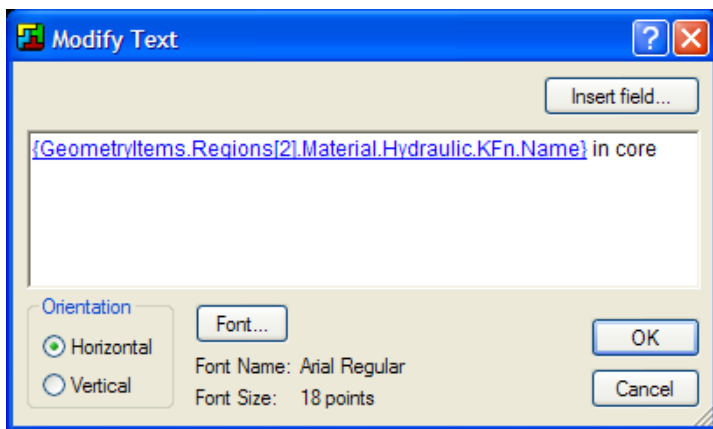 Modify Text
Insert field...
{GeometryItems.Regions[2].Material.Hydraulic.KFn.Name} in core
Orientation
Horizontal
Vertical
Font...
Font Name: Arial Regular
Font Size: 18 points
OK
Cancel